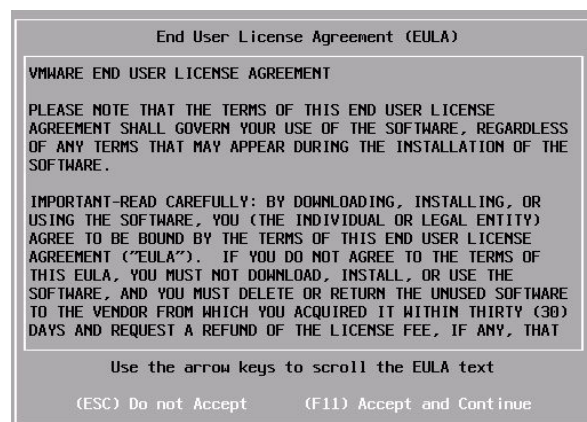 End User License Agreement (EULA)
VMWARE END USER LICENSE AGREEMENT
PLEASE NOTE THAT THE TERMS OF THIS END USER LICENSE
AGREEMENT SHALL GOVERN YOUR USE OF THE SOFTWARE, REGARDLESS
OF ANY TERMS THAT MAY APPEAR DURING THE INSTALLATION OF THE
SOFTWARE.
IMPORTANT-READ CAREFULLY: BY DOWNLOADING, INSTALLING, OR
USING THE SOFTWARE, YOU (THE INDIVIDUAL OR LEGAL ENTITY)
AGREE TO BE BOUND BY THE TERMS OF THIS END USER LICENSE
AGREEMENT ("EULA"). IF YOU DO NOT AGREE TO THE TERMS OF
THIS EULA, YOU MUST NOT DOWNLOAD, INSTALL, OR USE THE
SOFTWARE, AND YOU MUST DELETE OR RETURN THE UNUSED SOFTWARE
TO THE VENDOR FROM WHICH YOU ACQUIRED IT WITHIN THIRTY (30)
DAYS AND REQUEST A REFUND OF THE LICENSE FEE, IF ANY, THAT
Use the arrow keys to scroll the EULA text
(ESC) Do not Accept (F11) Accept and Continue